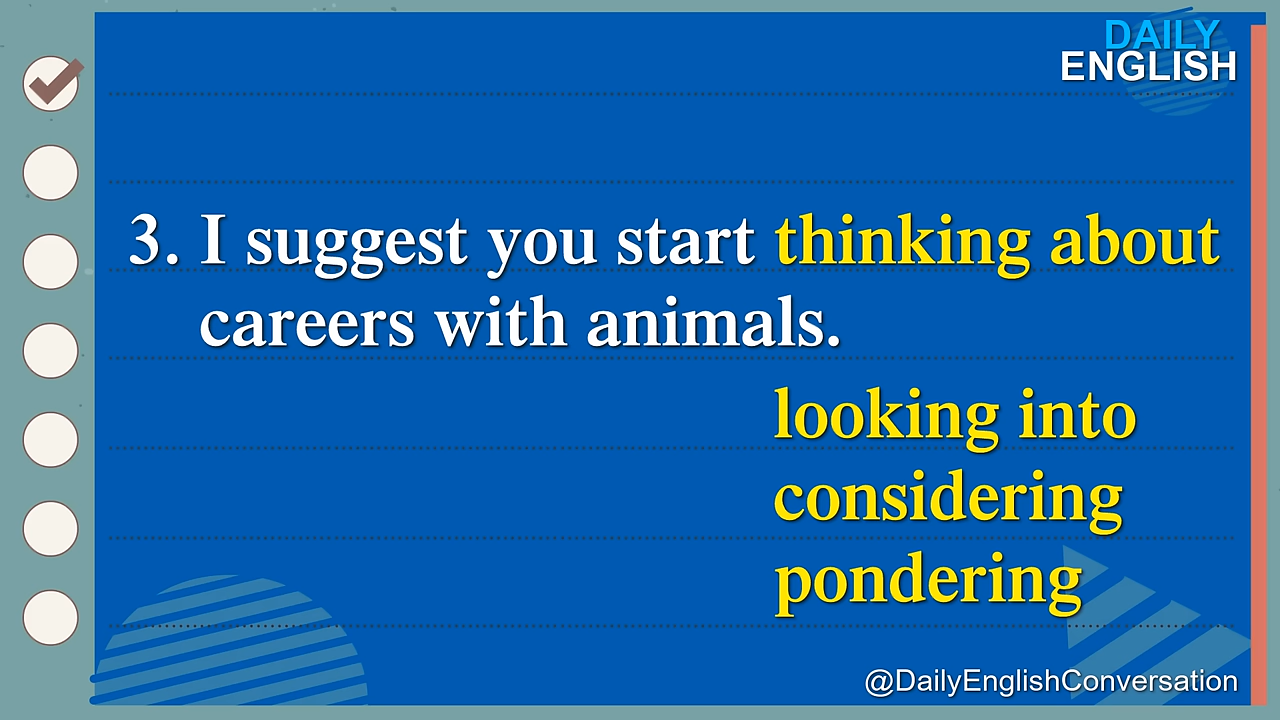 DAILY
ENGLISH
3. I suggest you start thinking about
careers with animals.
looking into
considering
pondering
@DailyEnglishConversation